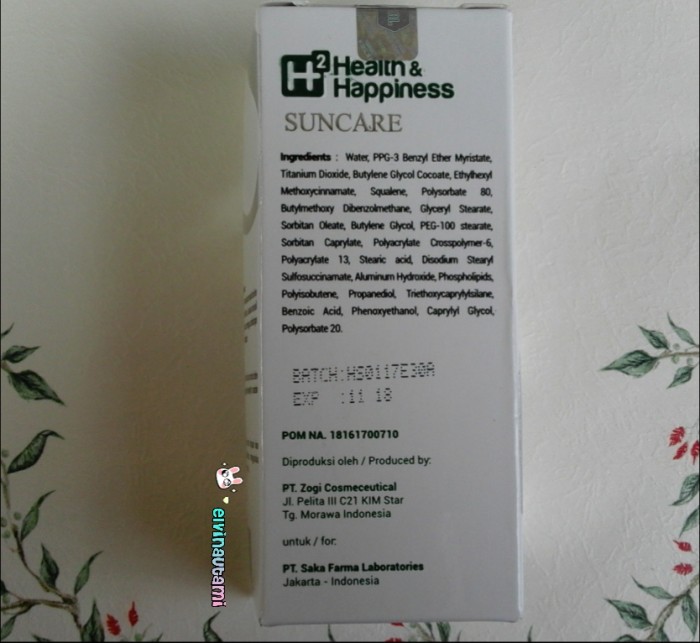 H2 Health &
Happiness
SUNCARE
Ingredients : Water, PPG-3 Benzyl Ether Myristate,
Titanium Dioxide, Butylene Glycol Cocoate, Ethylhexyl
Methoxycinnamate, Squalene, Polysorbate 80,
Butylmethoxy Dibenzolmethane, Glyceryl Stearate,
Sorbitan Oleate, Butylene Glycol, PEG-100 stearate,
Sorbitan Caprylate, Polyacrylate Crosspolymer-6,
Polyacrylate 13, Stearic acid, Disodium Stearyl
Sulfosuccinamate, Aluminum Hydroxide, Phospholipids,
Polyisobutene, Propanediol, Triethoxycaprylylsilane,
Benzoic Acid, Phenoxyethanol, Caprylyl Glycol,
Polysorbate 20.
BATCH:HS0117E30A
EXP :11 18
POM NA. 18161700710
Diproduksi oleh / Produced by:
PT. Zogi Cosmeceutical
Jl. Pelita III C21 KIM Star
Tg. Morawa Indonesia
untuk / for:
PT. Saka Farma Laboratories
Jakarta - Indonesia
elvinautami